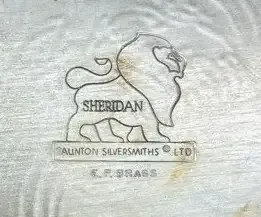 SHERIDAN
TAUNTON SILVERSMITHS © LTD
E. P. BRASS